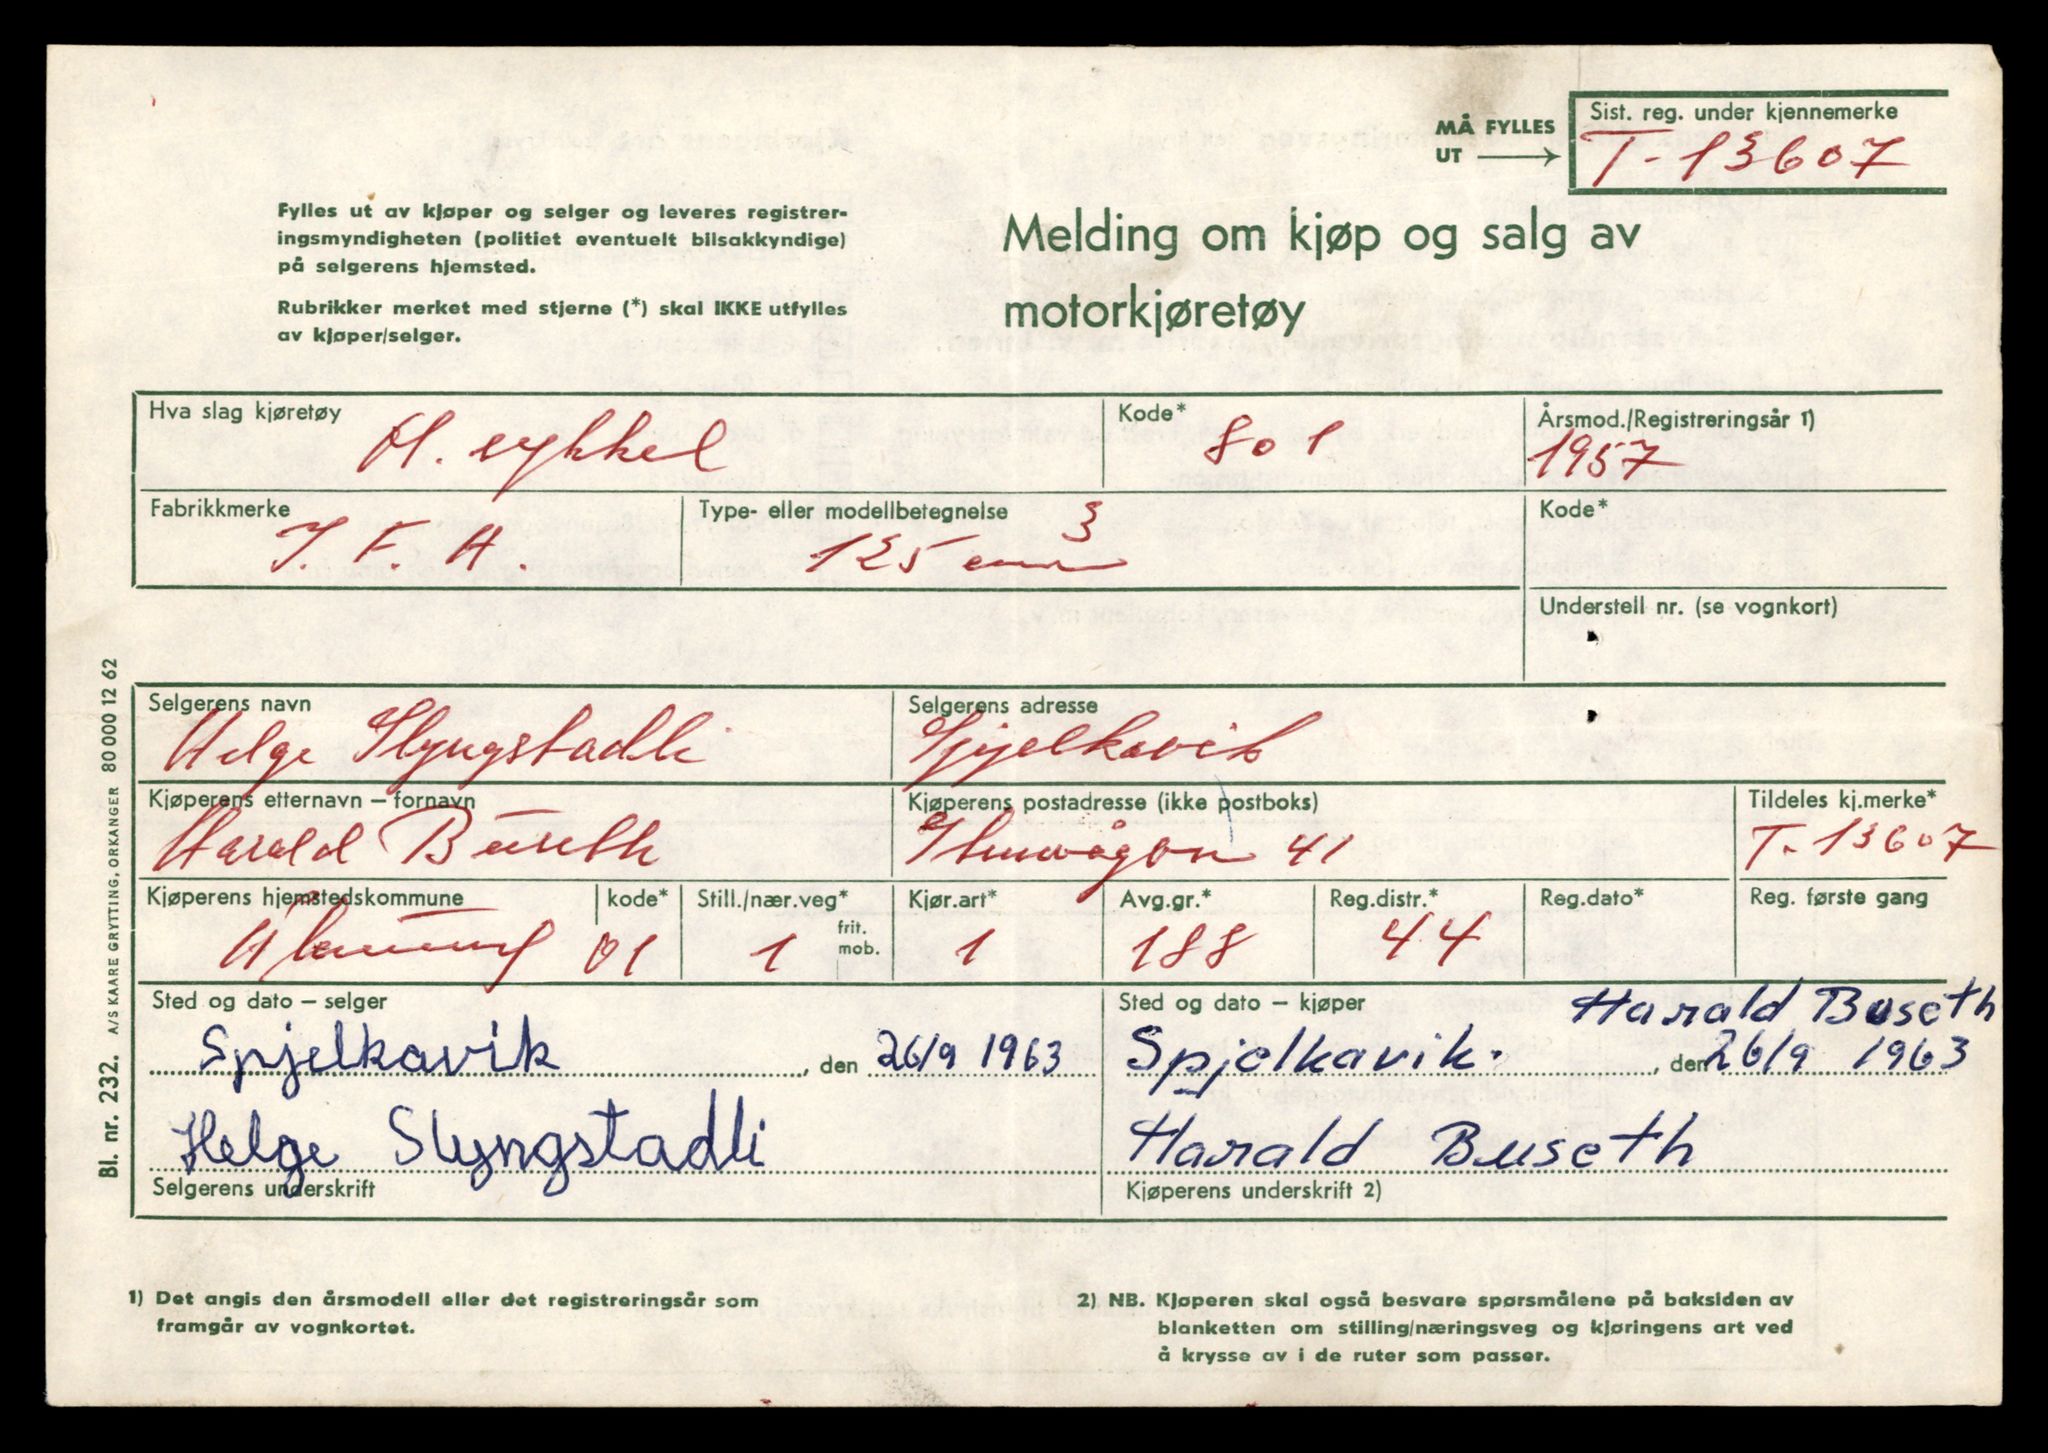 MÅ FYLLES
UT
Sist. reg. under kjennemerke
T-13607
Fylles ut av kjøper og selger og leveres registrer-
ingsmyndigheten (politiet eventuelt bilsakkyndige)
på selgerens hjemsted.
Rubrikker merket med stjerne (*) skal IKKE utfylles
av kjøper/selger.
Melding om kjøp og salg av
motorkjøretøy
Hva slag kjøretøy
M. sykkel
Kode*
801
Årsmod./Registreringsår 1)
1957
Fabrikkmerke
I. F. A.
Type- eller modellbetegnelse
125 cm3
Kode*
Understell nr. (se vognkort)
Selgerens navn
Helge Slyngstadli
Selgerens adresse
Spjelkavik
Kjøperens etternavn – fornavn
Harald Buseth
Kjøperens postadresse (ikke postboks)
41
Tildeles kj.merke*
T-13607
Kjøperens hjemstedskommune
kode*
01
Still./nær.veg*
1
frit.
mob.
Kjør.art*
1
Avg.gr.*
188
Reg.distr.*
44
Reg.dato*
Reg. første gang
Sted og dato – selger
Spjelkavik, den 26/9 1963
Helge Slyngstadli
Selgerens underskrift
Sted og dato – kjøper
Harald Buseth
Spjelkavik., den 26/9 1963
Harald Buseth
Kjøperens underskrift 2)
1) Det angis den årsmodell eller det registreringsår som
framgår av vognkortet.
2) NB. Kjøperen skal også besvare spørsmålene på baksiden av
blanketten om stilling/næringsveg og kjøringens art ved
å krysse av i de ruter som passer.
Bl. nr. 232. A/S KAARE GRYTTING, ORKANGER 80 000 12 62